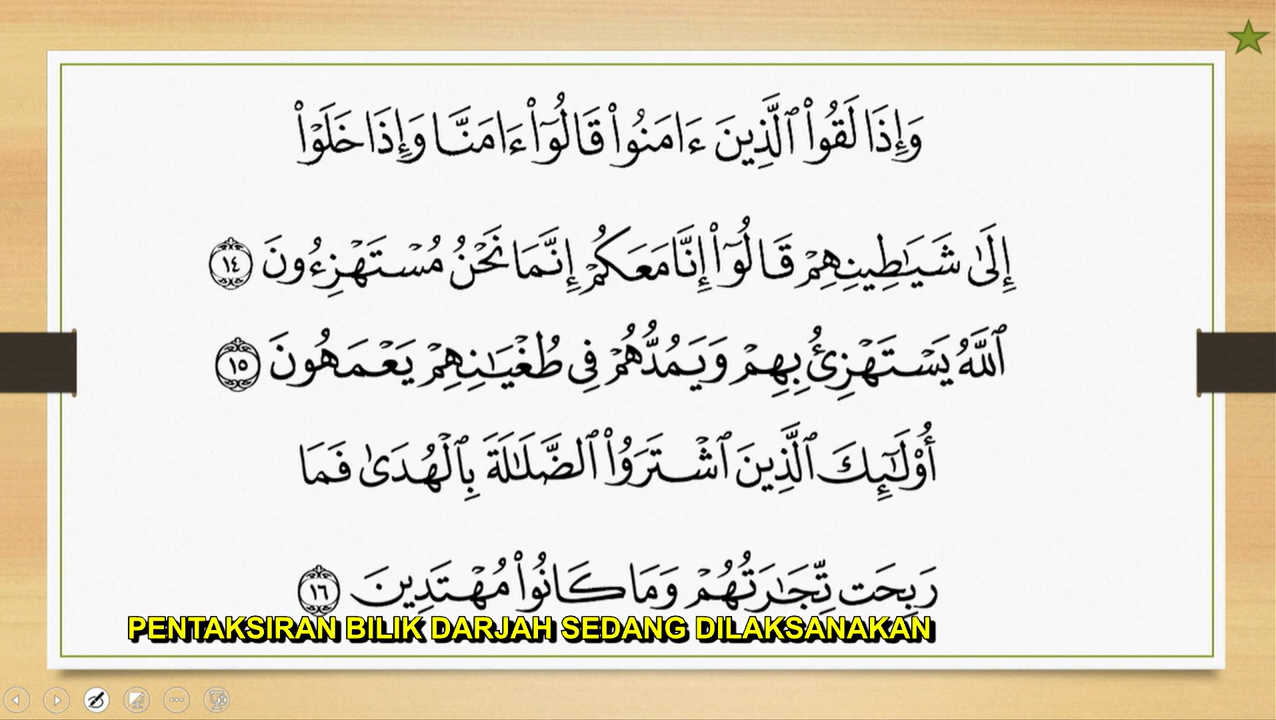 وَإِذَا لَقُوا۟ ٱلَّذِينَ ءَامَنُوا۟ قَالُوٓا۟ ءَامَنَّا وَإِذَا خَلَوْا۟
إِلَىٰ شَيَـٰطِينِهِمْ قَالُوٓا۟ إِنَّا مَعَكُمْ إِنَّمَا نَحْنُ مُسْتَهْزِءُونَ ١٤
ٱللَّهُ يَسْتَهْزِئُ بِهِمْ وَيَمُدُّهُمْ فِى طُغْيَـٰنِهِمْ يَعْمَهُونَ ١٥
أُو۟لَـٰٓئِكَ ٱلَّذِينَ ٱشْتَرَوُا۟ ٱلضَّلَـٰلَةَ بِٱلْهُدَىٰ فَمَا
رَبِحَت تِّجَـٰرَتُهُمْ وَمَا كَانُوا۟ مُهْتَدِينَ ١٦
PENTAKSIRAN BILIK DARJAH SEDANG DILAKSANAKAN